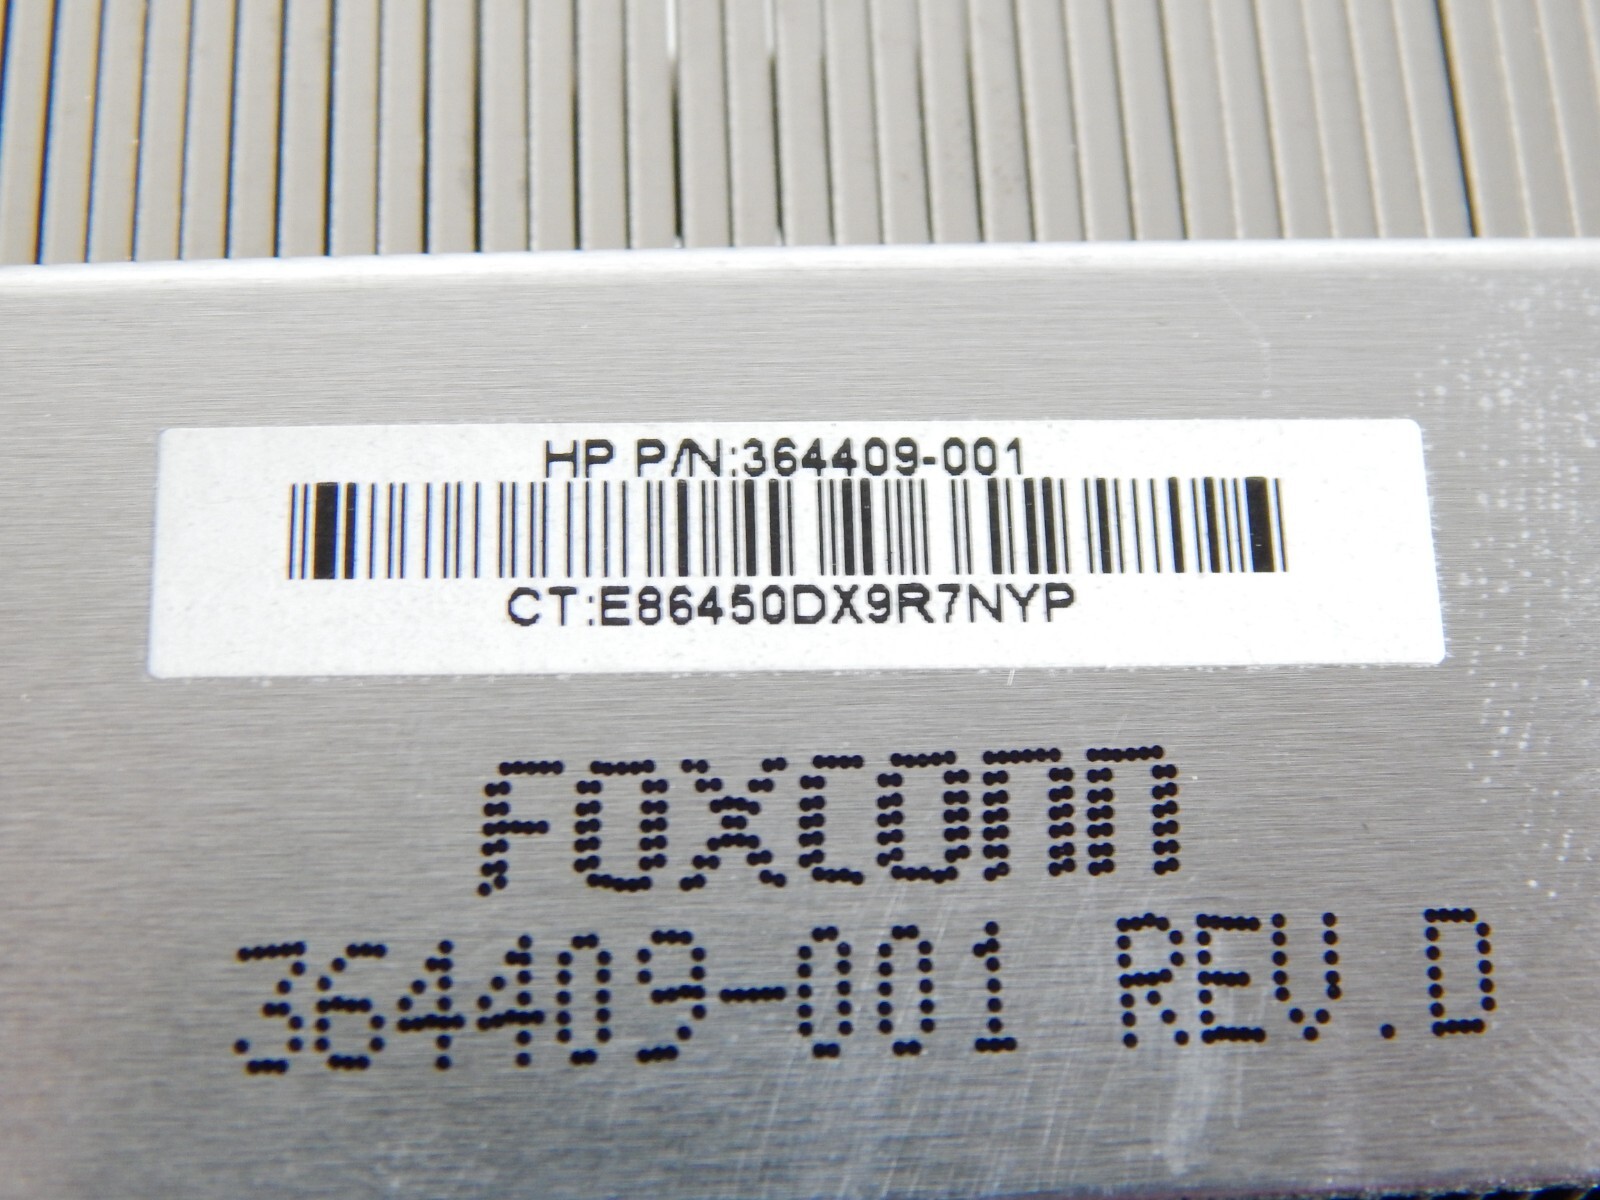 HP P/N:364409-001
CT:E86450DX9R7NYP
FOXCONN
364409-001 REV.D